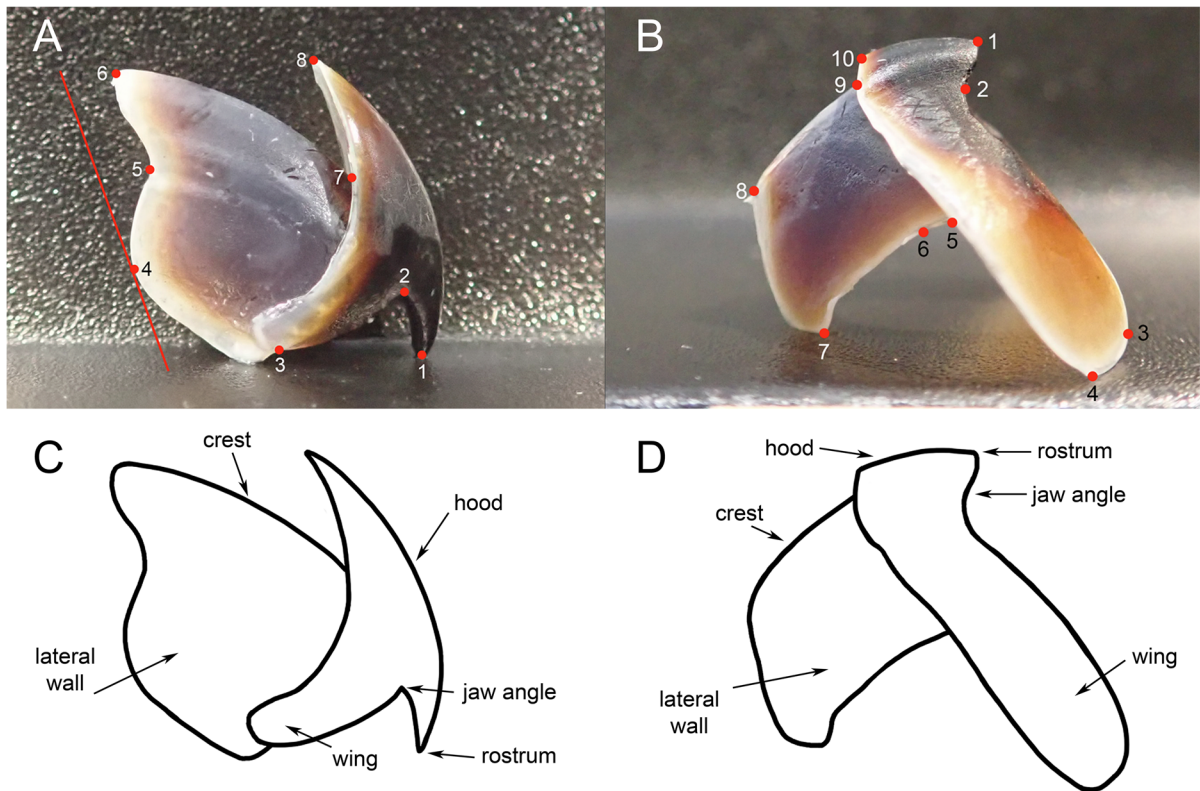 A
6
8
5
7
4
2
3
1
B
1
10
9
2
8
5
6
3
7
4
C
crest
hood
lateral
wall
jaw angle
wing
rostrum
D
hood
rostrum
jaw angle
crest
wing
lateral
wall